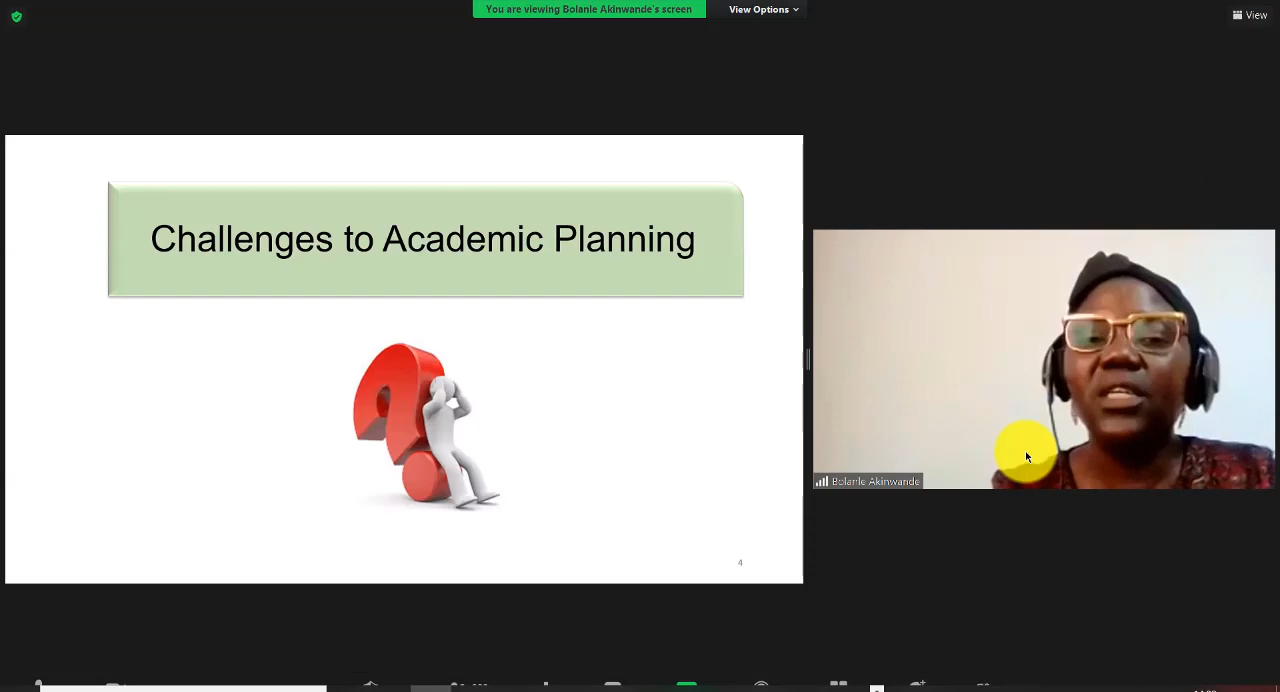 You are viewing Bolanle Akinwande's screen
View Options
View
Challenges to Academic Planning
4
Bolanle Akinwande